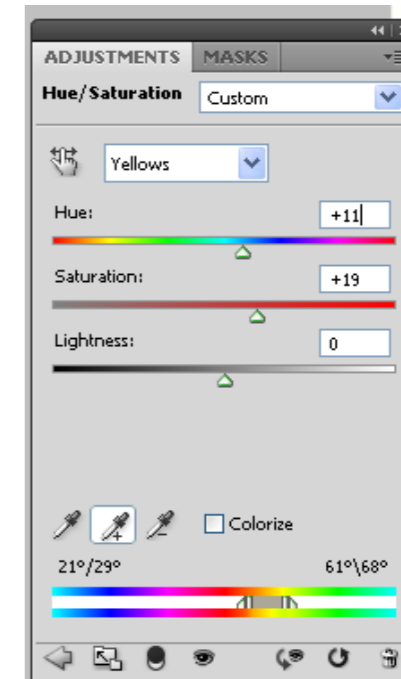 ADJUSTMENTS MASKS
Hue/Saturation Custom
Yellows
Hue: +11
Saturation: +19
Lightness: 0
Colorize
21°/29° 61°\68°